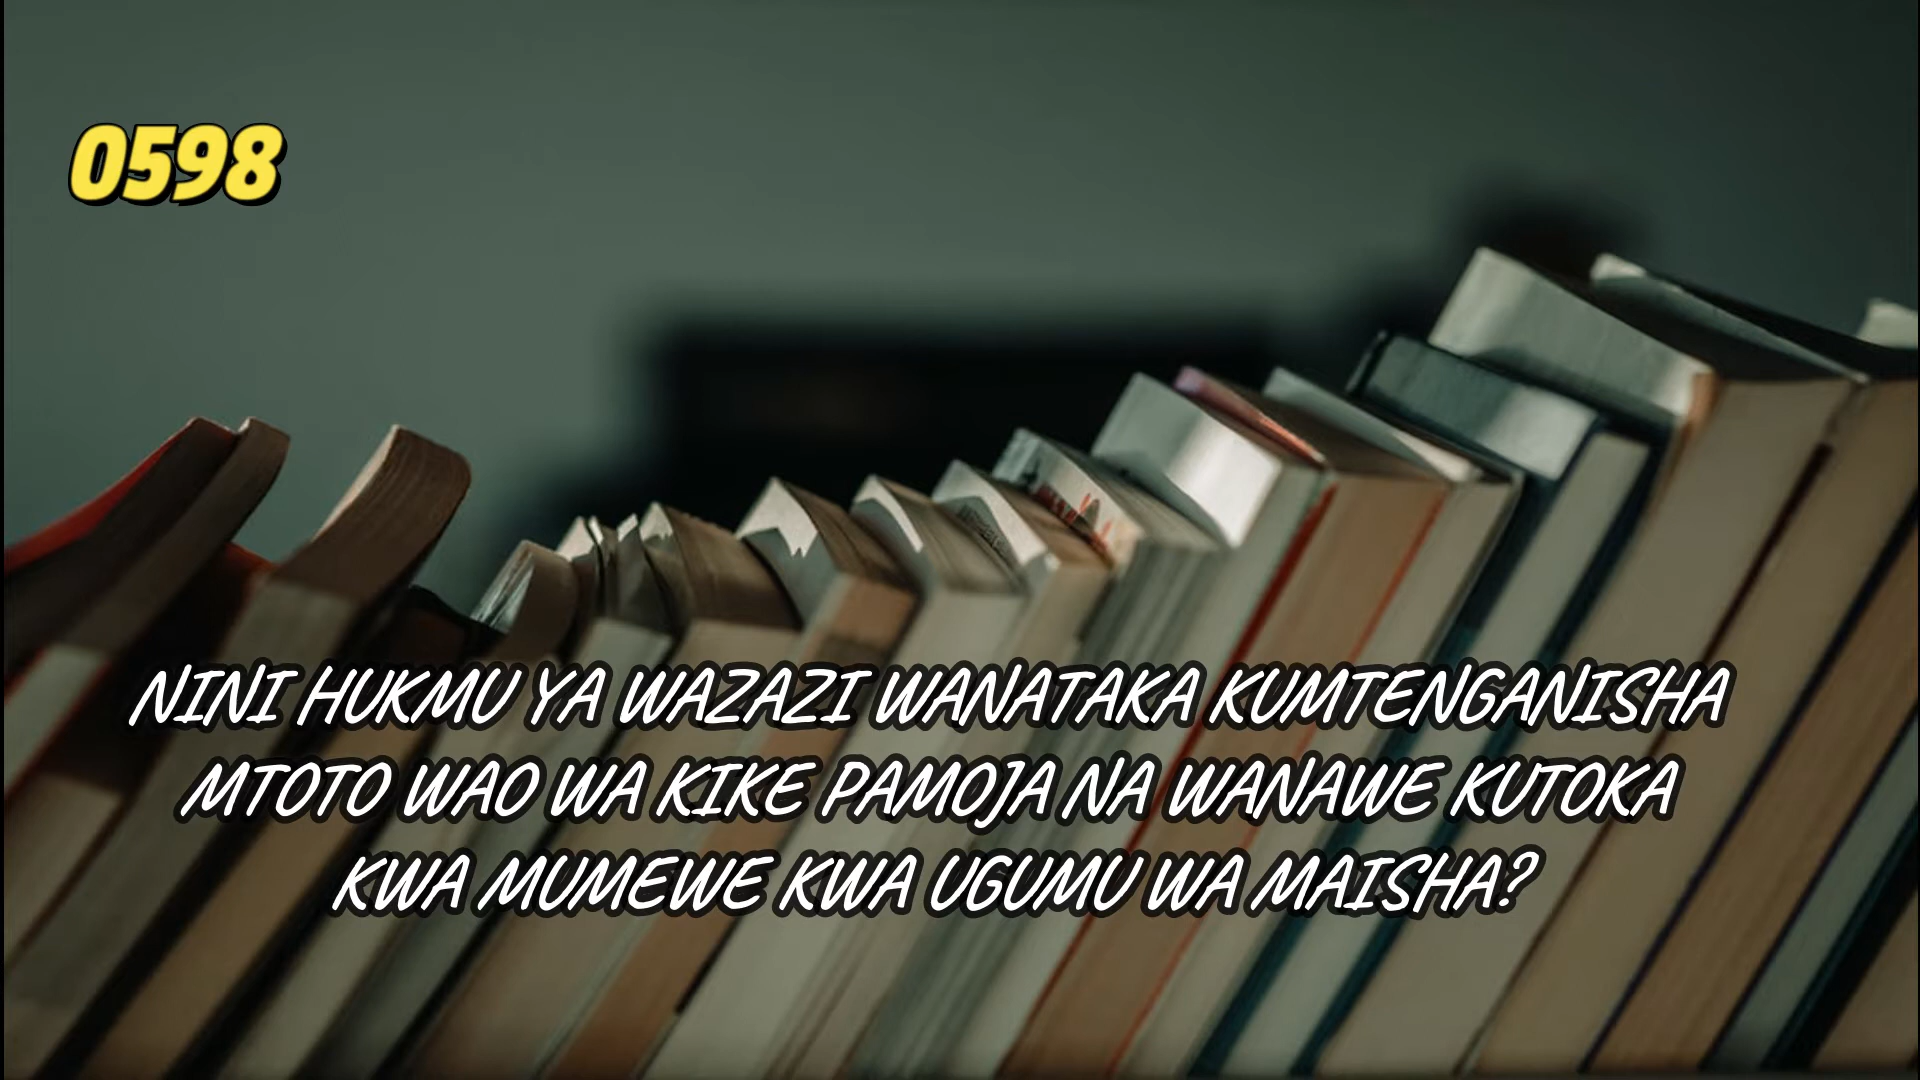 0598
NINI HUKMU YA WAZAZI WANATAKA KUMTENGANISHA
MTOTO WAO WA KIKE PAMOJA NA WANAWE KUTOKA
KWA MUMEWE KWA UGUMU WA MAISHA?